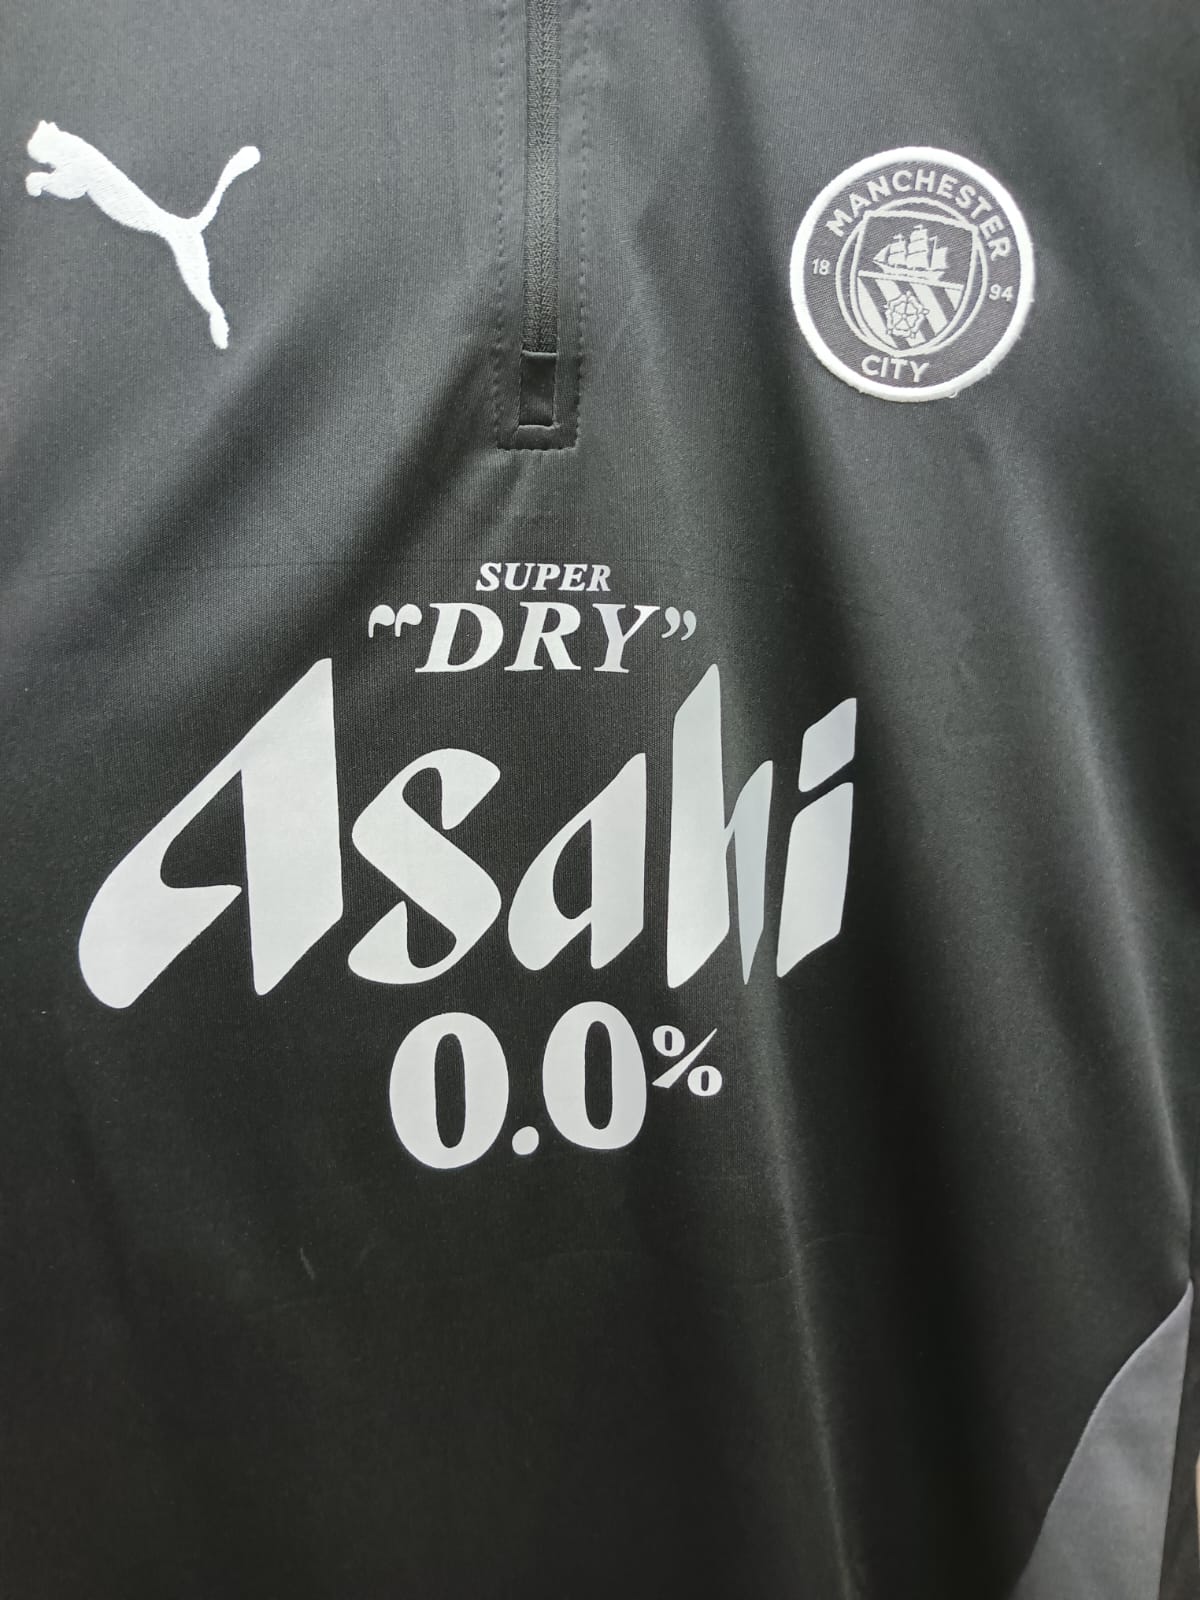 MANCHESTER
18 94
CITY
SUPER
"DRY"
Asahi
0.0%